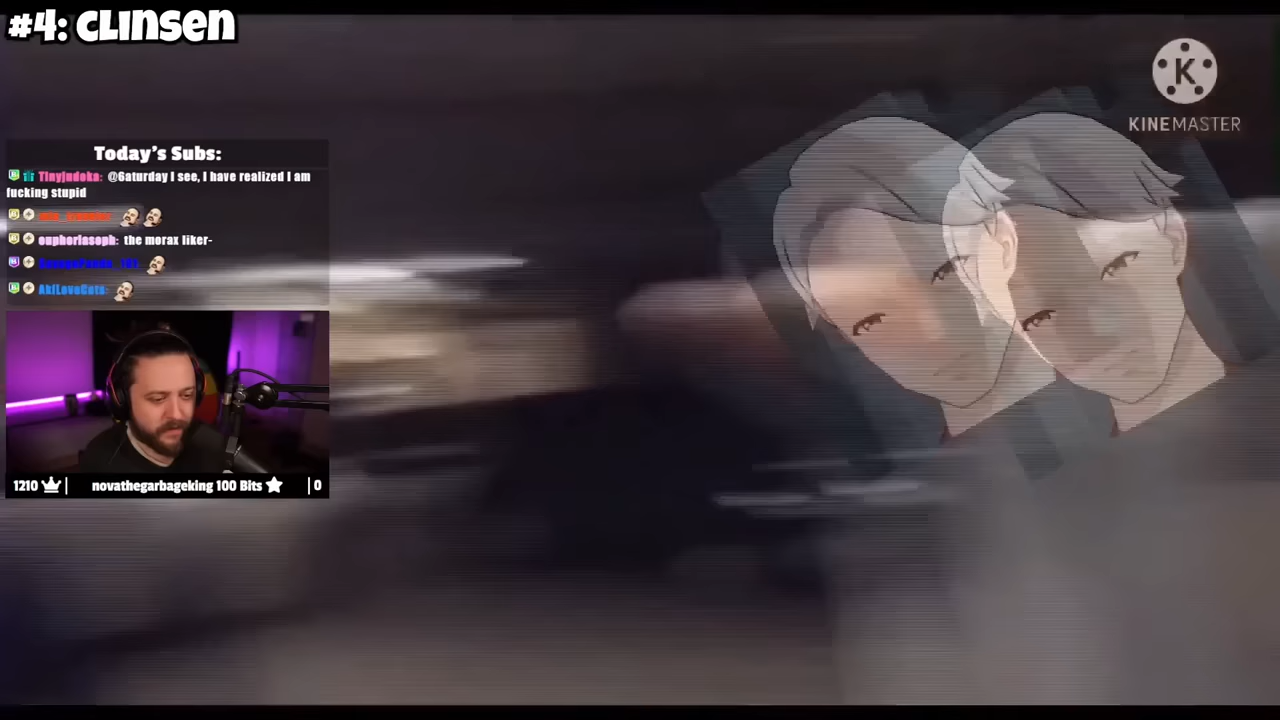 #4: CLINSEN
K
KINEMASTER
Today's Subs:
Tinyjudoka: @6aturday I see, I have realized I am
fucking stupid
euphoriasoph: the morax liker-
AkiLoveCats:
1210 | novathegarbageking 100 Bits | 0